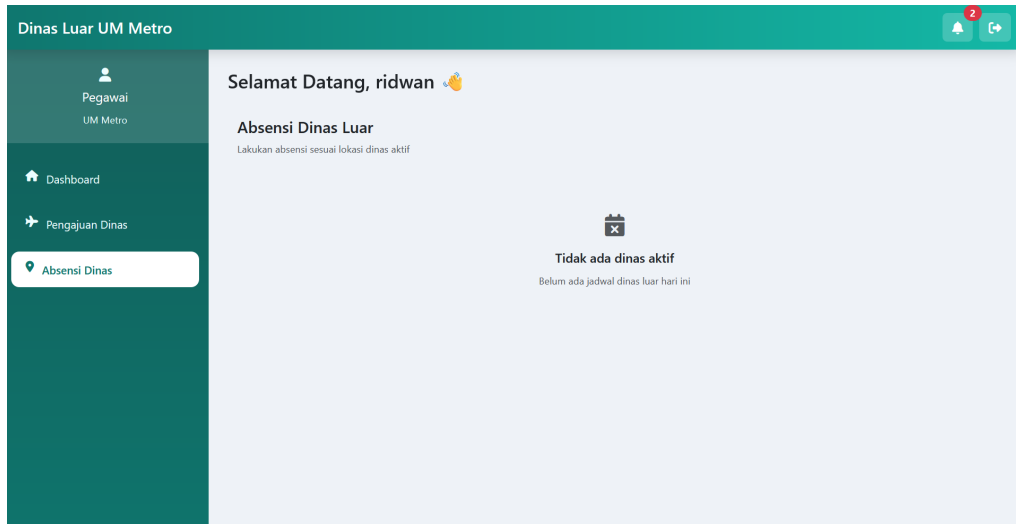 Dinas Luar UM Metro
2
Pegawai
UM Metro
Dashboard
Pengajuan Dinas
Absensi Dinas
Selamat Datang, ridwan 👋
Absensi Dinas Luar
Lakukan absensi sesuai lokasi dinas aktif
Tidak ada dinas aktif
Belum ada jadwal dinas luar hari ini